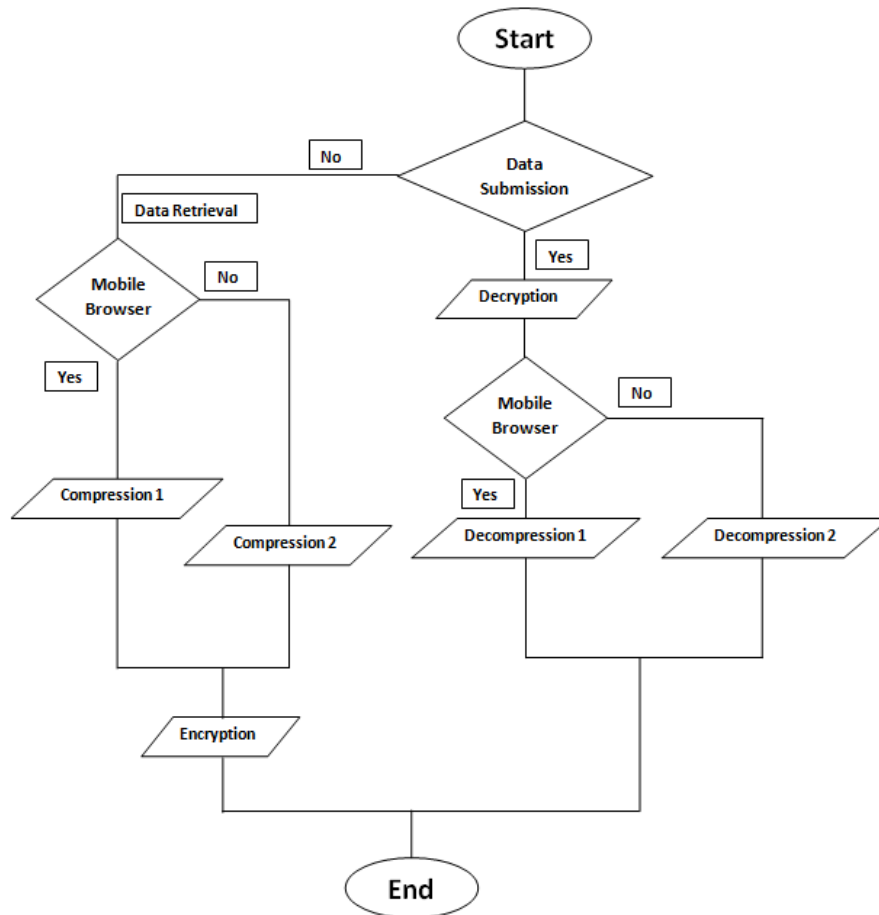 Start
No
Data
Submission
Data Retrieval
Yes
No
Mobile
Browser
Decryption
Yes
Mobile
Browser
No
Compression 1
Yes
Compression 2
Decompression 1
Decompression 2
Encryption
End